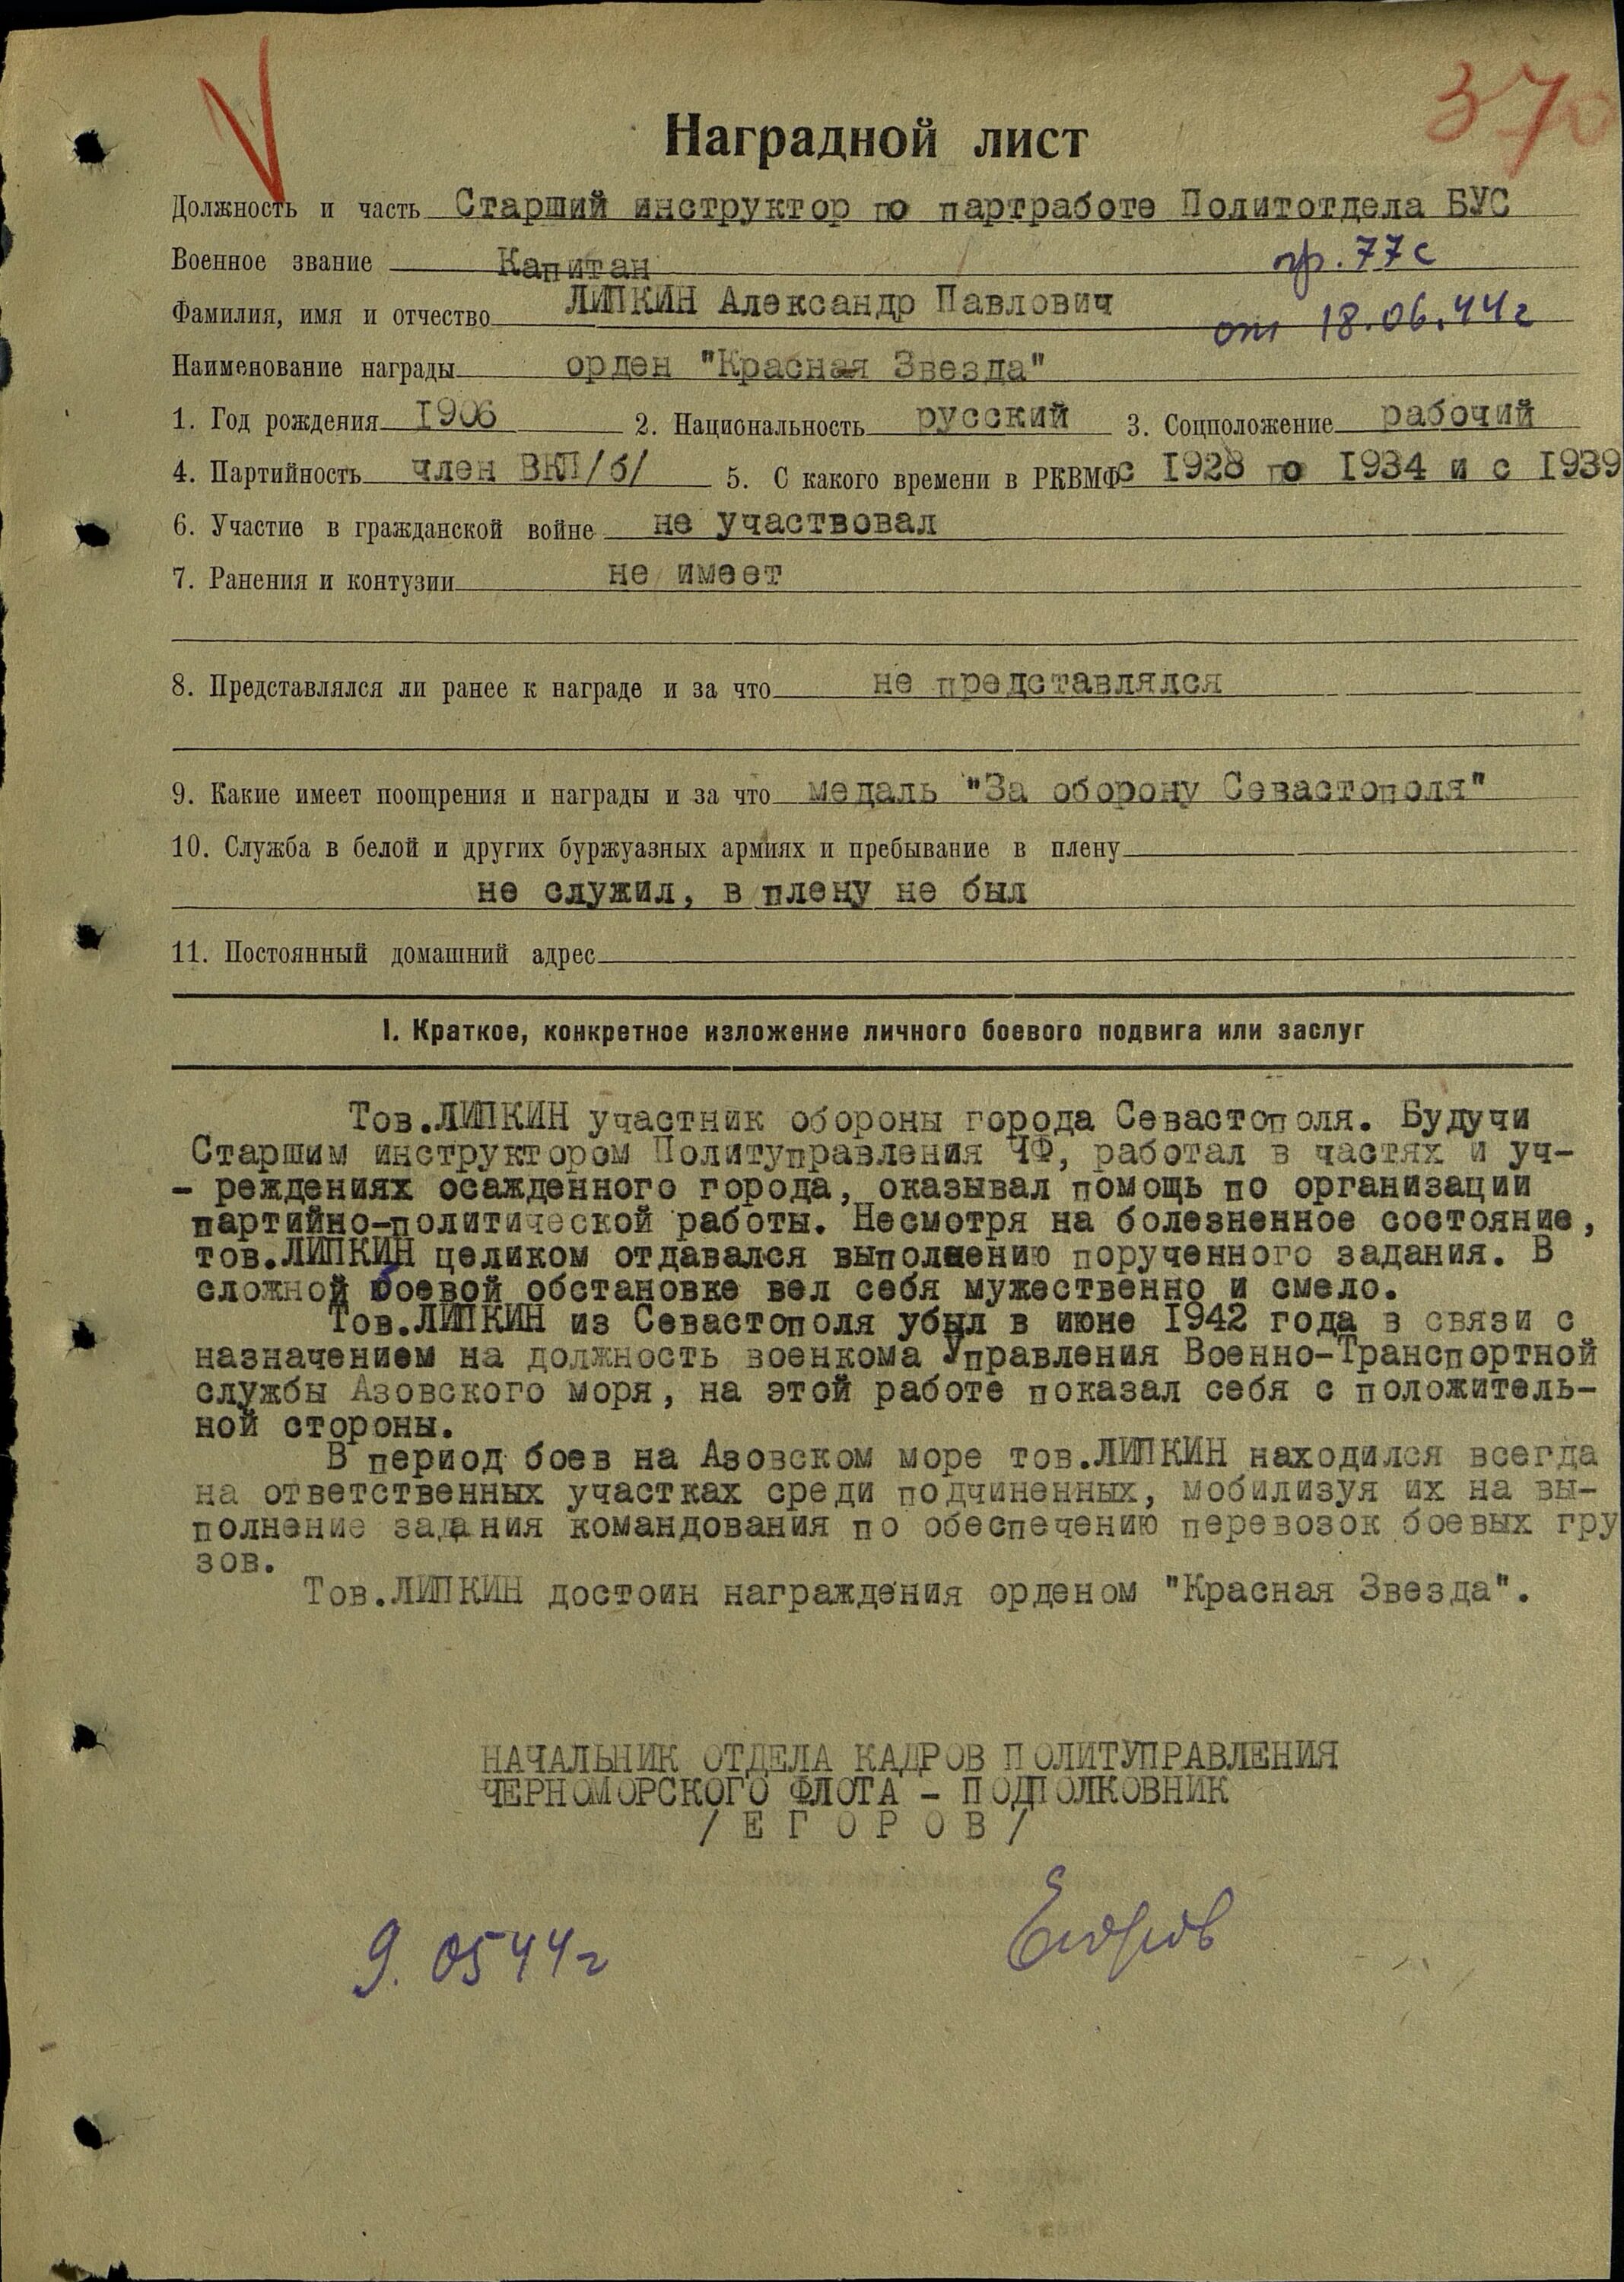 370
Наградной лист
Должность и часть Старший инструктор по партработе Политотдела БУС
Военное звание Капитан пр. 77с
Фамилия, имя и отчество ЛИПКИН Александр Павлович от 18.06.44г
Наименование награды орден "Красная Звезда"
1. Год рождения 1906 2. Национальность русский 3. Соцположение рабочий
4. Партийность член ВКП/б/ 5. С какого времени в РКВМФ с 1928 по 1934 и с 1939
6. Участие в гражданской войне не участвовал
7. Ранения и контузии не имеет
8. Представлялся ли ранее к награде и за что не представлялся
9. Какие имеет поощрения и награды и за что медаль "За оборону Севастополя"
10. Служба в белой и других буржуазных армиях и пребывание в плену
не служил, в плену не был
11. Постоянный домашний адрес
I. Краткое, конкретное изложение личного боевого подвига или заслуг
Тов.ЛИПКИН участник обороны города Севастополя. Будучи
Старшим инструктором Политуправления ЧФ, работал в частях и уч-
- реждениях осажденного города, оказывал помощь по организации
партийно-политической работы. Несмотря на болезненное состояние,
тов.ЛИПКИН целиком отдавался выполнению порученного задания. В
сложной боевой обстановке вел себя мужественно и смело.
Тов.ЛИПКИН из Севастополя убыл в июне 1942 года в связи с
назначением на должность военкома Управления Военно-Транспортной
службы Азовского моря, на этой работе показал себя с положитель-
ной стороны.
В период боев на Азовском море тов.ЛИПКИН находился всегда
на ответственных участках среди подчиненных, мобилизуя их на вы-
полнение задания командования по обеспечению перевозок боевых гру
зов.
Тов.ЛИПКИН достоин награждения орденом "Красная Звезда".
НАЧАЛЬНИК ОТДЕЛА КАДРОВ ПОЛИТУПРАВЛЕНИЯ
ЧЕРНОМОРСКОГО ФЛОТА - ПОДПОЛКОВНИК
/ Е Г О Р О В /
Егоров
9. 05 44г